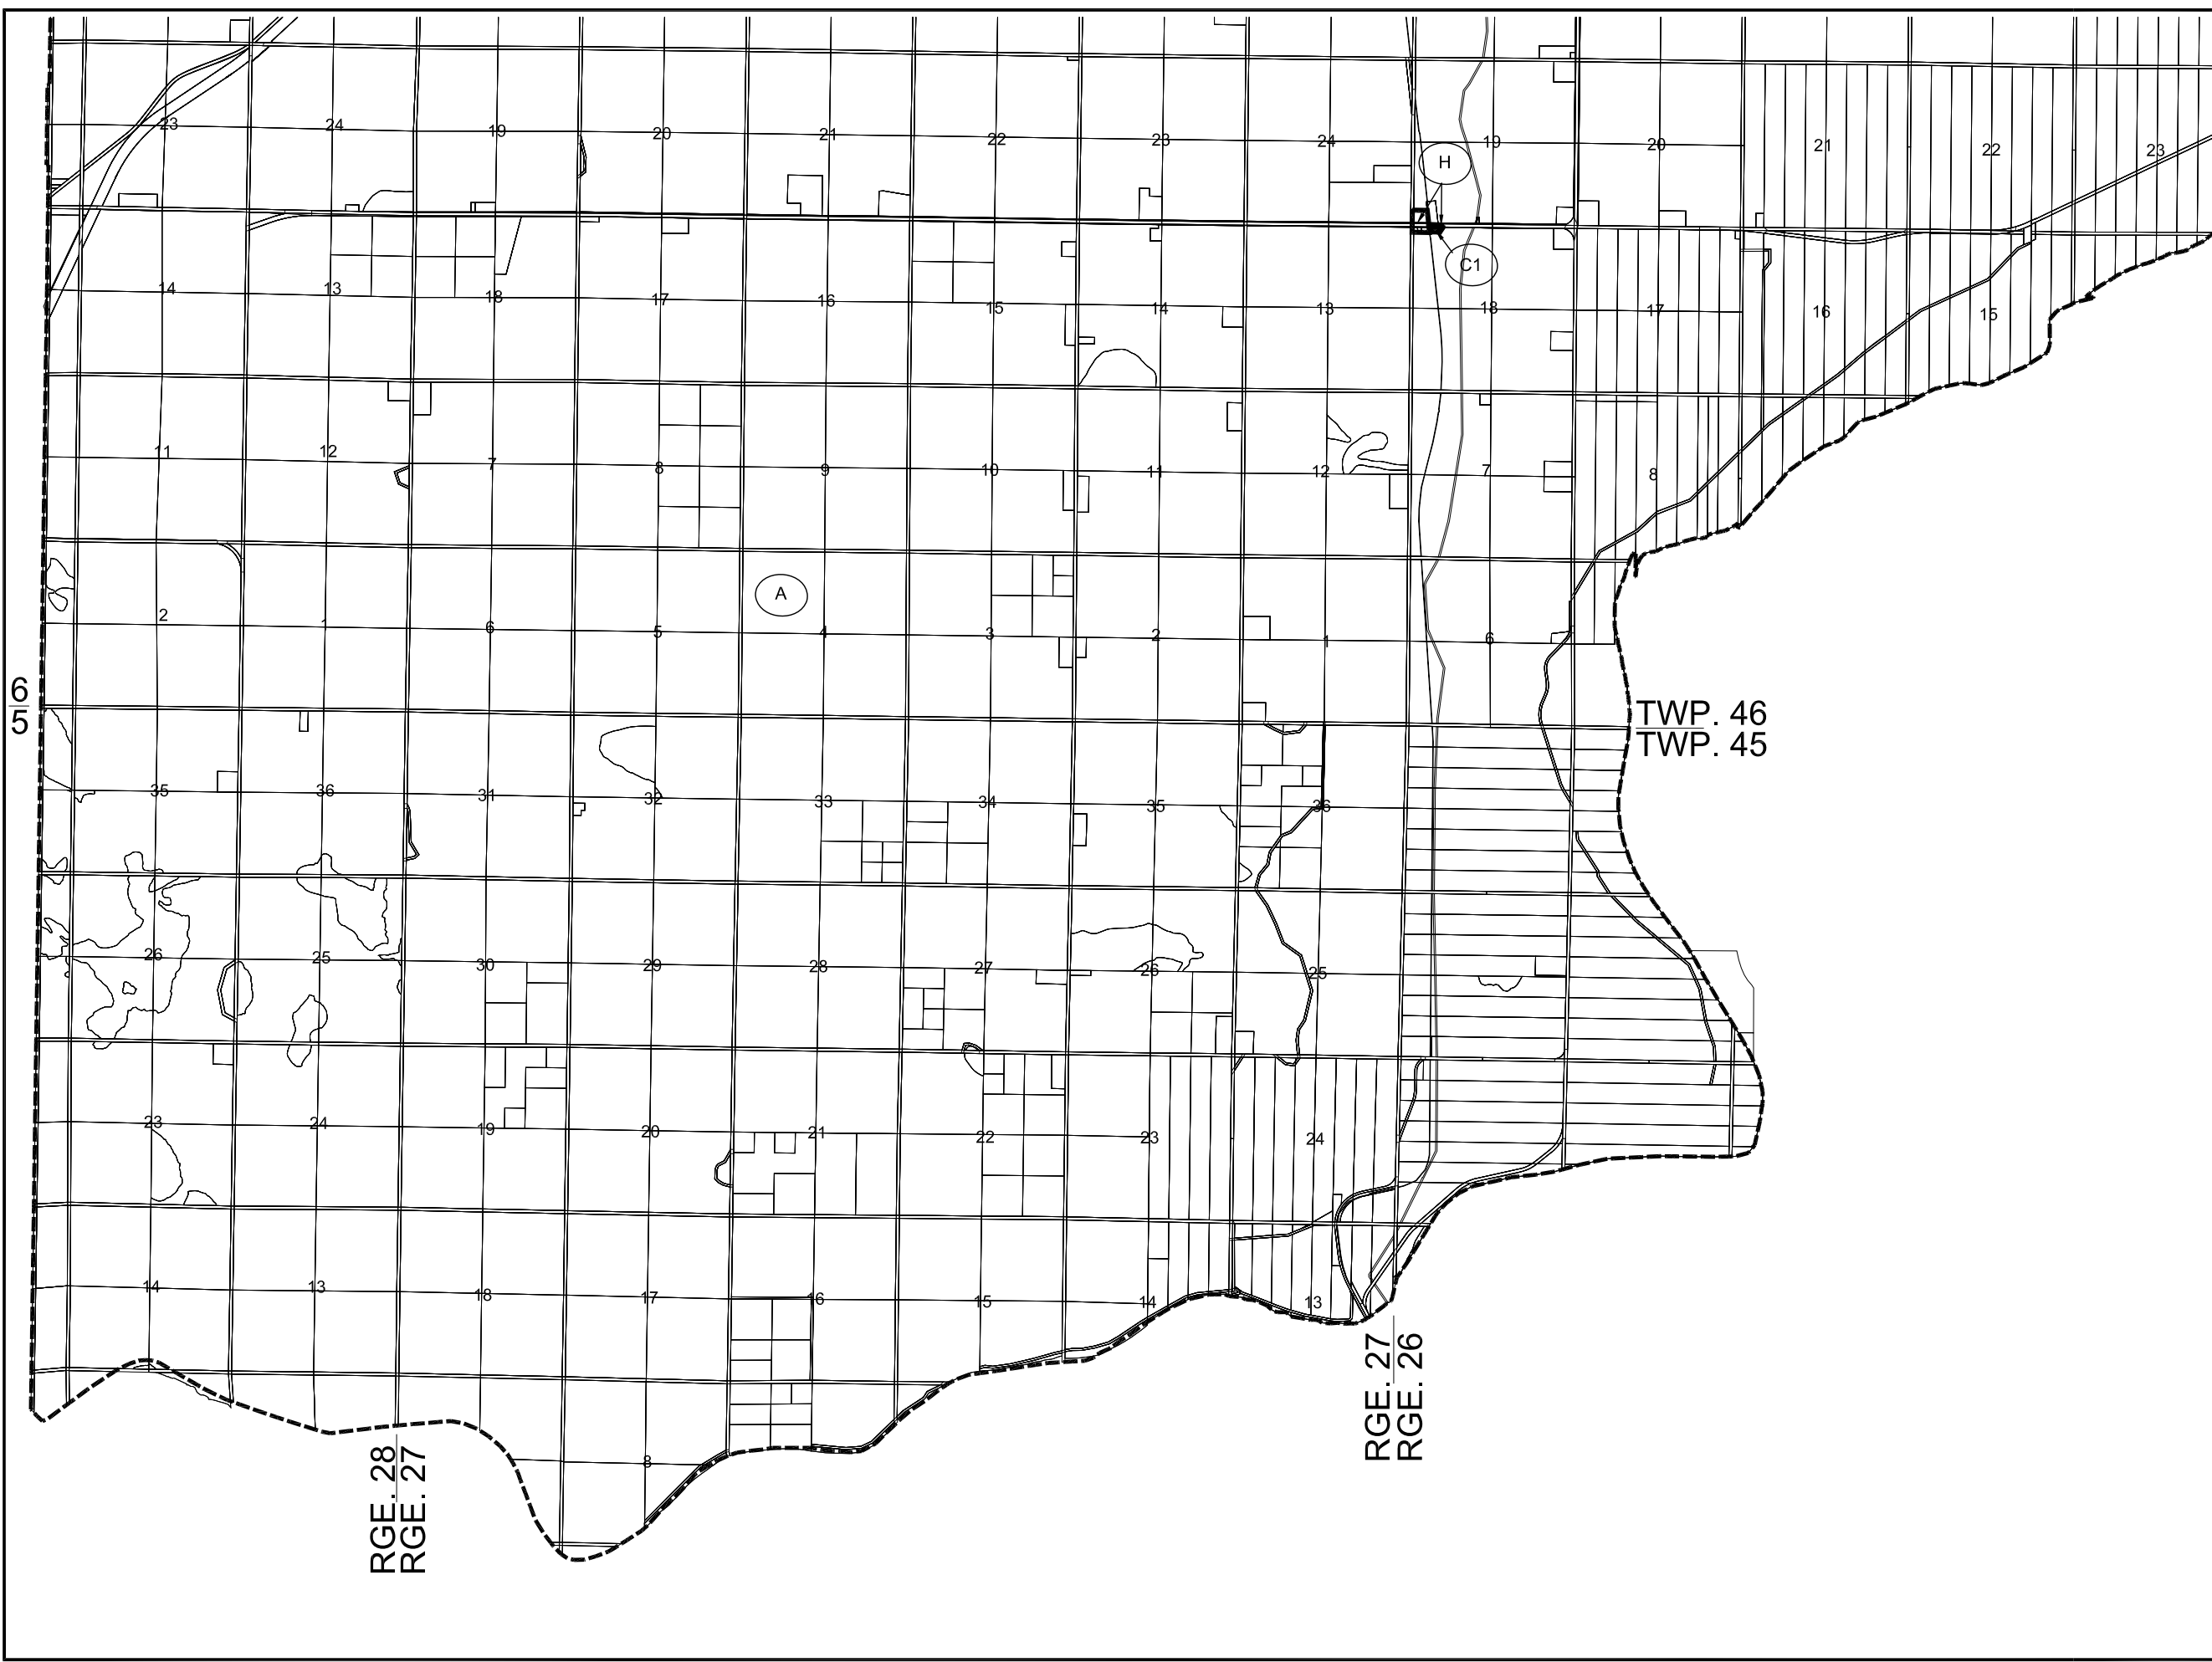 23 24 19 20 21 22 23 24 19 20 21 22 23
H
C1
14 13 18 17 16 15 14 13 18 17 16 15
11 12 7 8 9 10 11 12 7 8
A
2 1 6 5 4 3 2 1 6
6
5
TWP. 46
TWP. 45
35 36 31 32 33 34 35 36
26 25 30 29 28 27 26 25
23 24 19 20 21 22 23 24
14 13 18 17 16 15 14 13
8
RGE. 28
RGE. 27
RGE. 27
RGE. 26